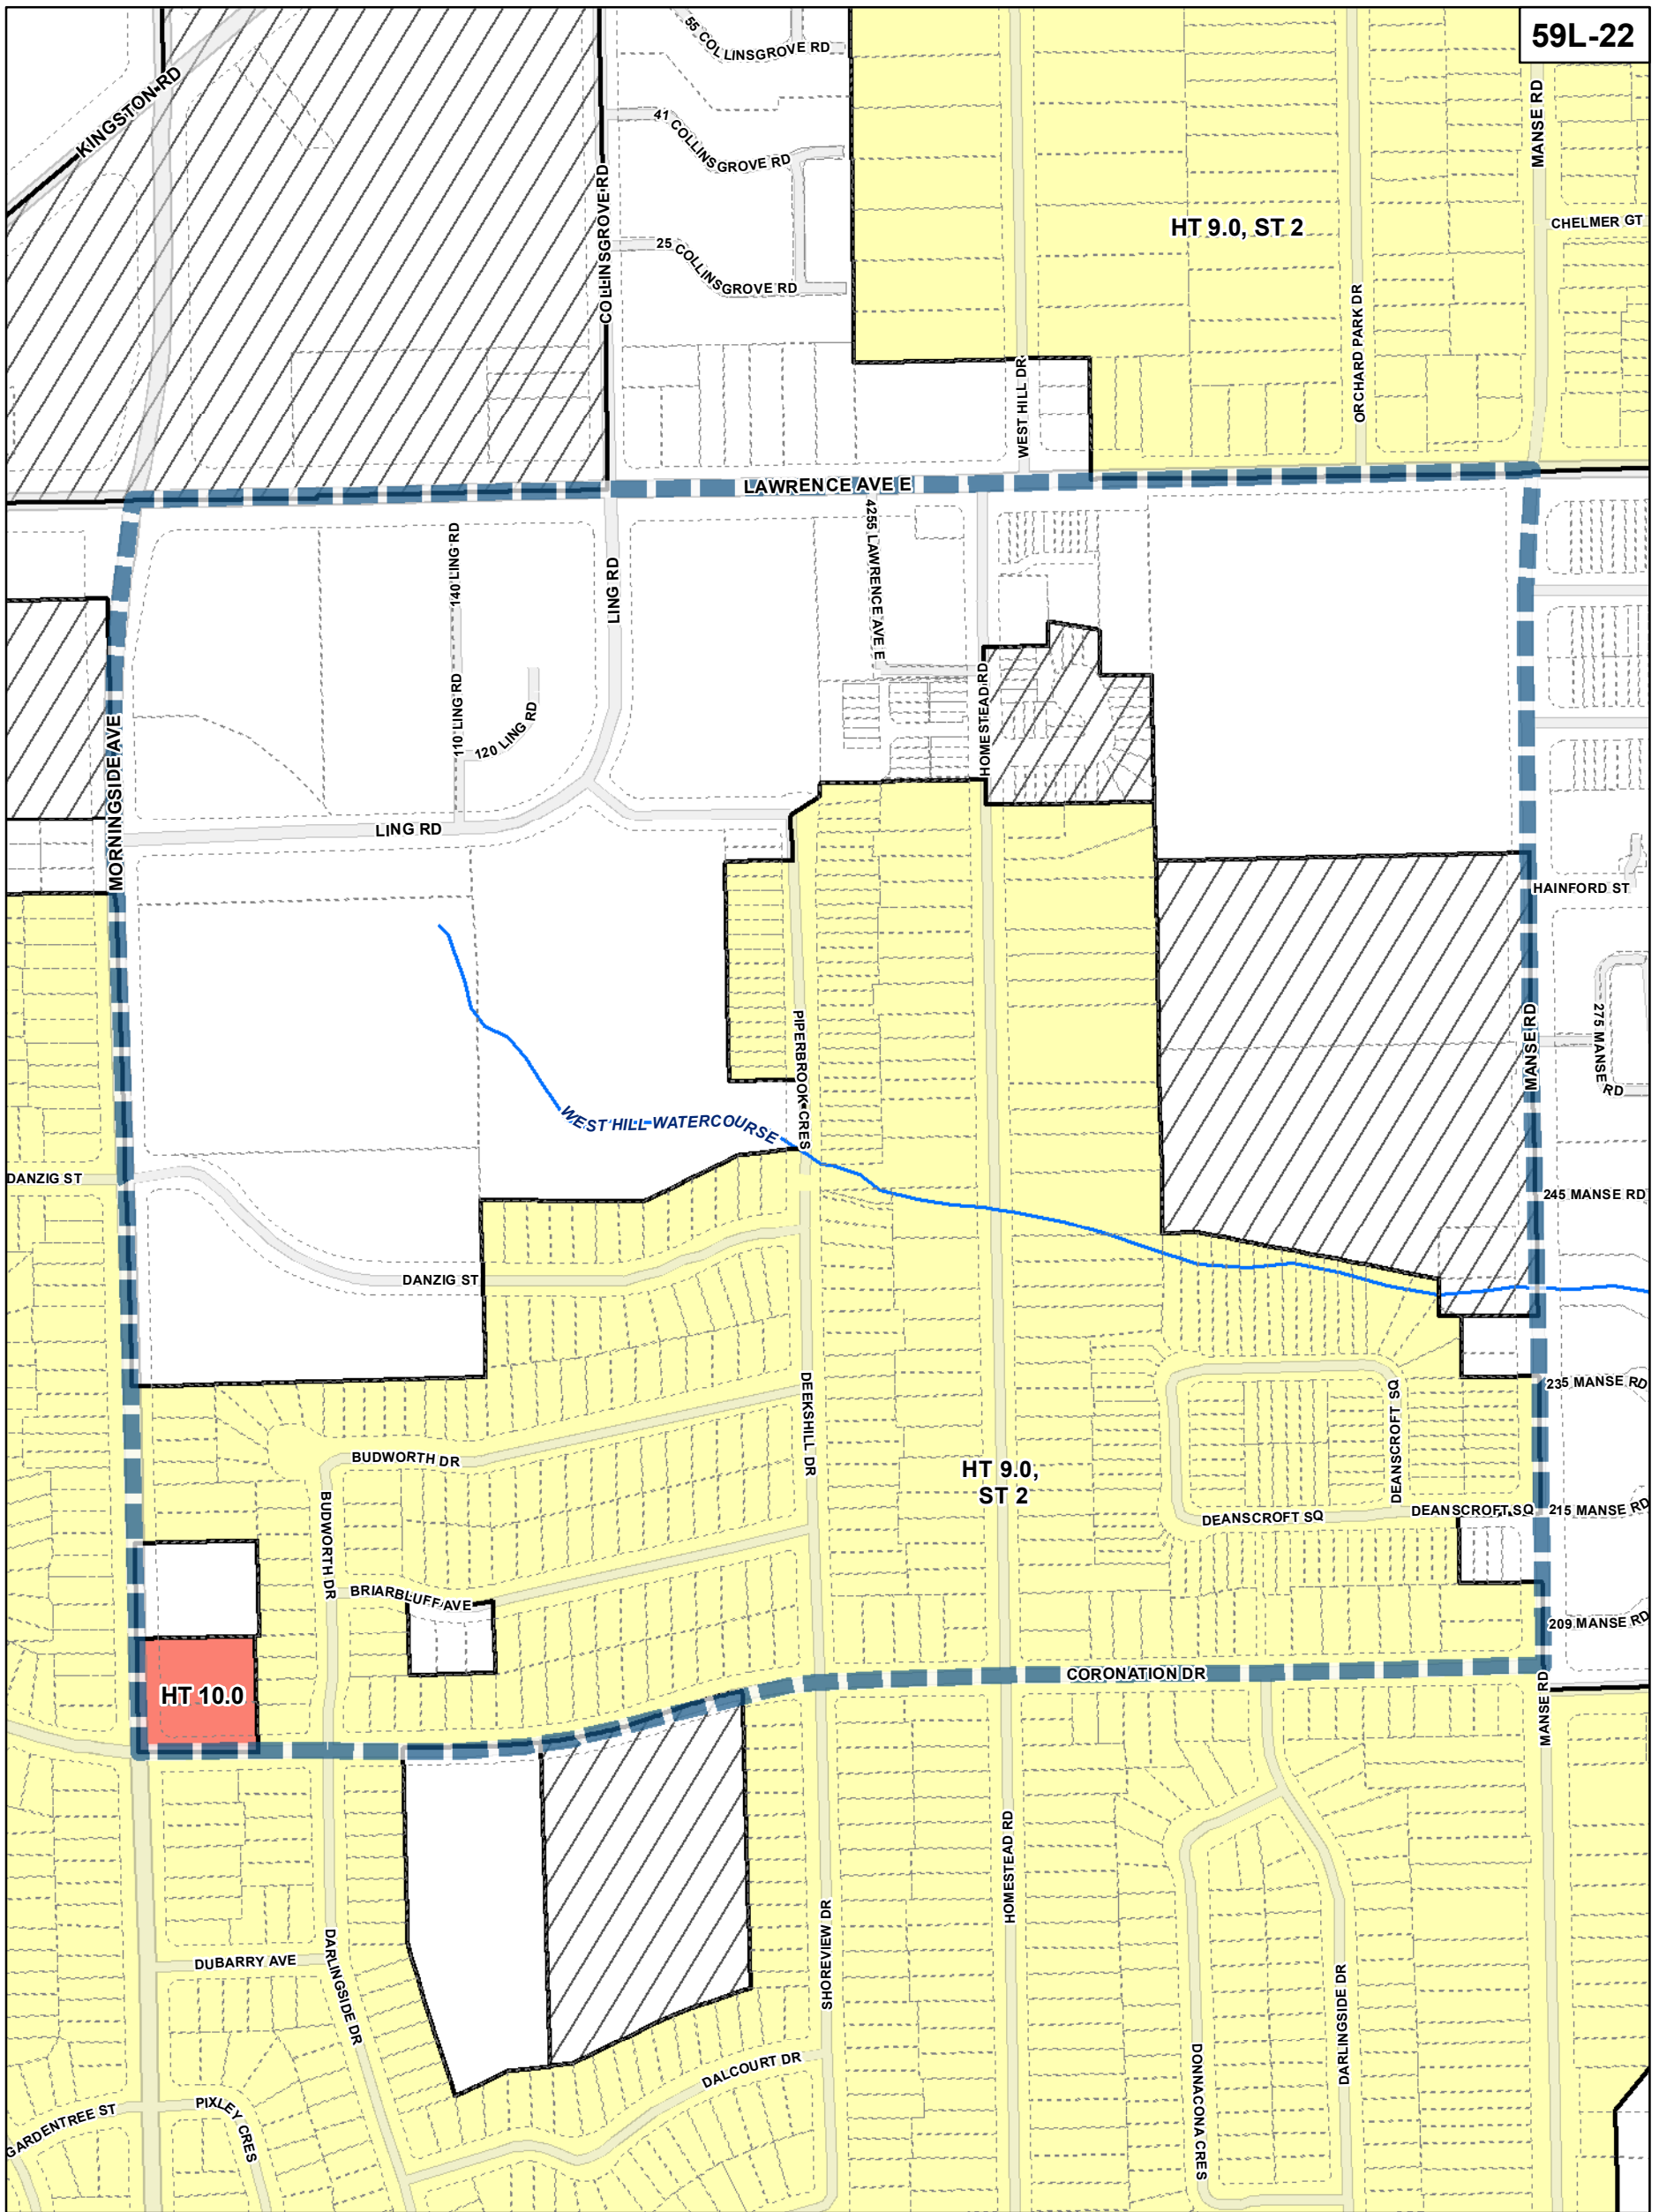 59L-22
55 COLLINSGROVE RD
KINGSTON RD
41 COLLINSGROVE RD
MANSE RD
COLLINSGROVE RD
HT 9.0, ST 2
CHELMER GT
25 COLLINSGROVE RD
ORCHARD PARK DR
WEST HILL DR
LAWRENCE AVE E
4255 LAWRENCE AVE E
140 LING RD
LING RD
HOMESTEAD RD
110 LING RD
120 LING RD
MORNINGSIDE AVE
LING RD
HAINFORD ST
PIPERBROOK CRES
MANSE RD
275 MANSE RD
WEST HILL WATERCOURSE
DANZIG ST
245 MANSE RD
DANZIG ST
DEEKSHILL DR
235 MANSE RD
DEANSCROFT SQ
BUDWORTH DR
HT 9.0,
ST 2
BUDWORTH DR
DEANSCROFT SQ
DEANSCROFT SQ
215 MANSE RD
BRIARBLUFF AVE
209 MANSE RD
CORONATION DR
HT 10.0
MANSE RD
HOMESTEAD RD
SHOREVIEW DR
DUBARRY AVE
DARLINGSIDE DR
DARLINGSIDE DR
DALCOURT DR
DONNACONA CRES
GARDENTREE ST
PIXLEY CRES